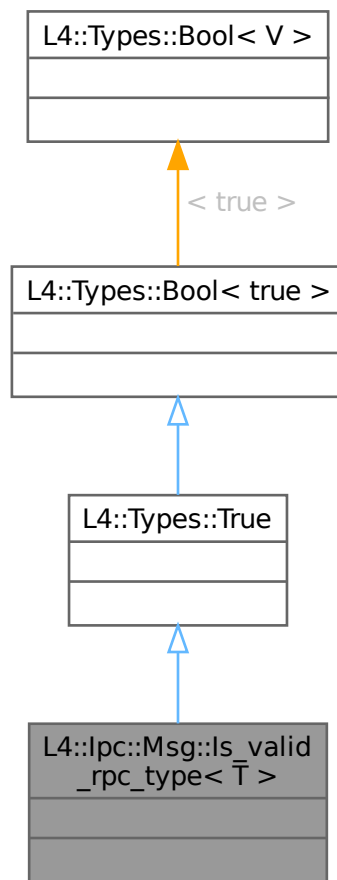 L4::Types::Bool< V >
< true >
L4::Types::Bool< true >
L4::Types::True
L4::Ipc::Msg::Is_valid
_rpc_type< T >